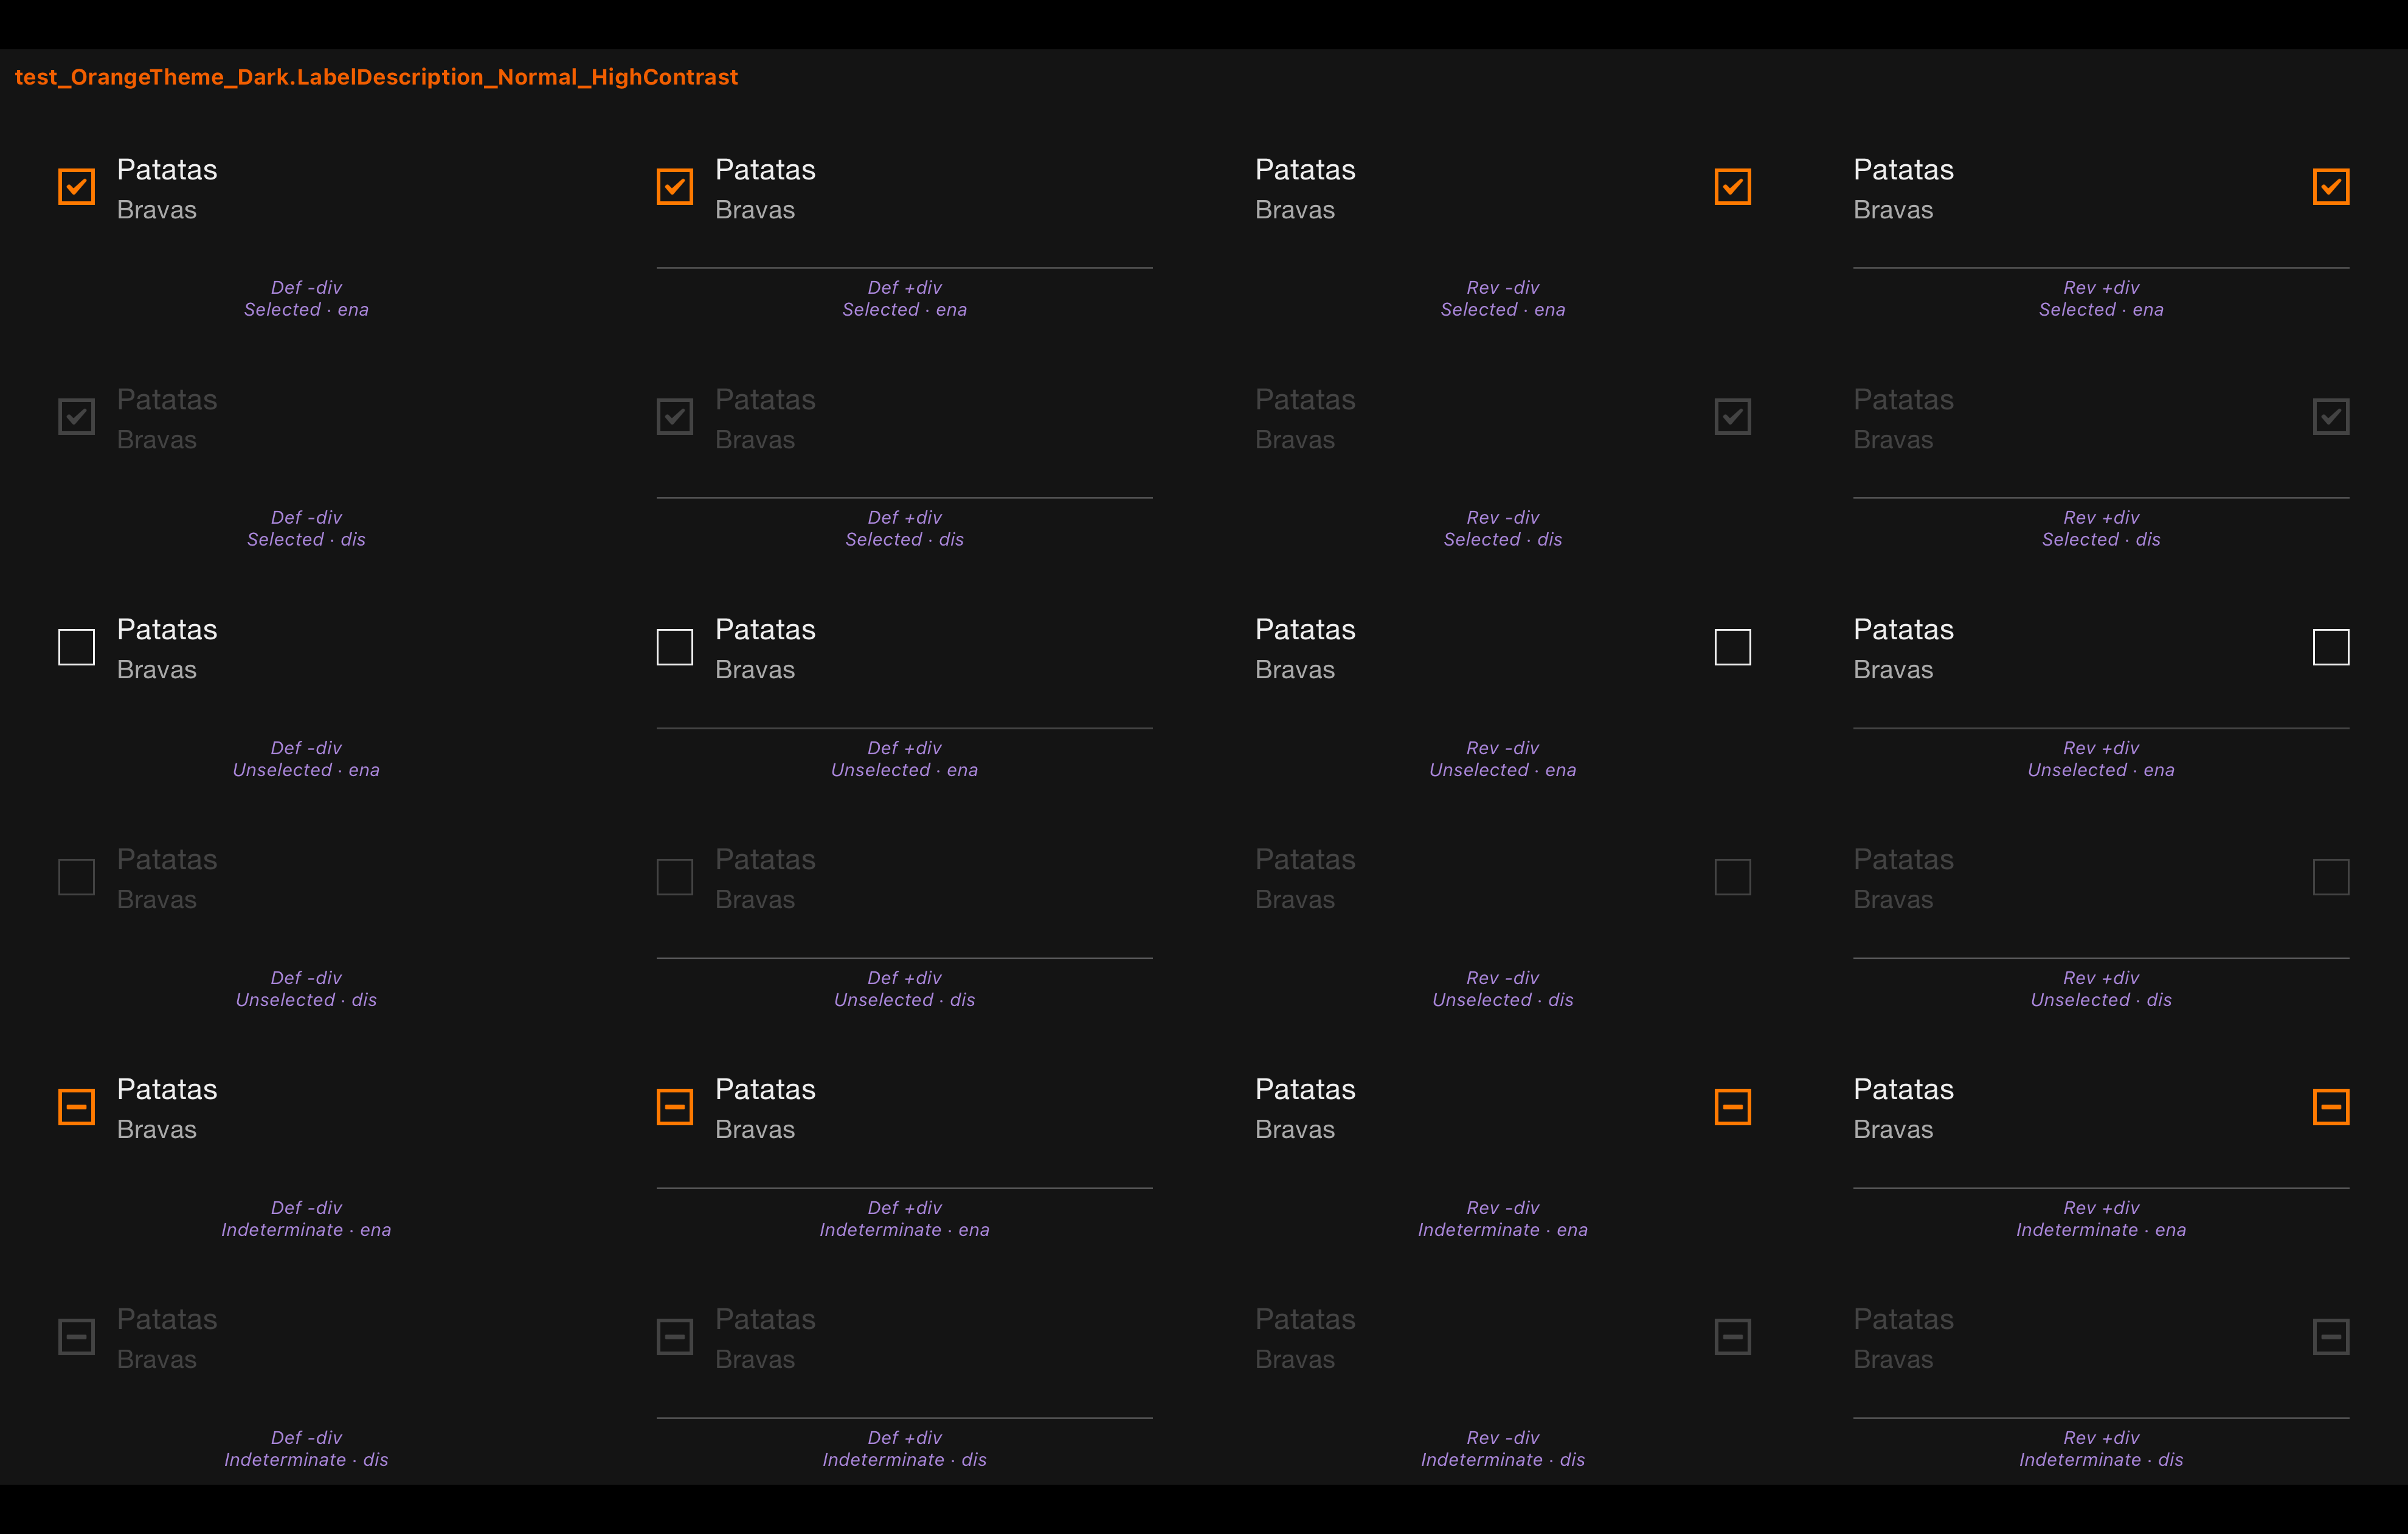 test_OrangeTheme_Dark.LabelDescription_Normal_HighContrast
Patatas Patatas Patatas Patatas
Bravas Bravas Bravas Bravas
Def -div Def +div Rev -div Rev +div
Selected · ena Selected · ena Selected · ena Selected · ena
Patatas Patatas Patatas Patatas
Bravas Bravas Bravas Bravas
Def -div Def +div Rev -div Rev +div
Selected · dis Selected · dis Selected · dis Selected · dis
Patatas Patatas Patatas Patatas
Bravas Bravas Bravas Bravas
Def -div Def +div Rev -div Rev +div
Unselected · ena Unselected · ena Unselected · ena Unselected · ena
Patatas Patatas Patatas Patatas
Bravas Bravas Bravas Bravas
Def -div Def +div Rev -div Rev +div
Unselected · dis Unselected · dis Unselected · dis Unselected · dis
Patatas Patatas Patatas Patatas
Bravas Bravas Bravas Bravas
Def -div Def +div Rev -div Rev +div
Indeterminate · ena Indeterminate · ena Indeterminate · ena Indeterminate · ena
Patatas Patatas Patatas Patatas
Bravas Bravas Bravas Bravas
Def -div Def +div Rev -div Rev +div
Indeterminate · dis Indeterminate · dis Indeterminate · dis Indeterminate · dis